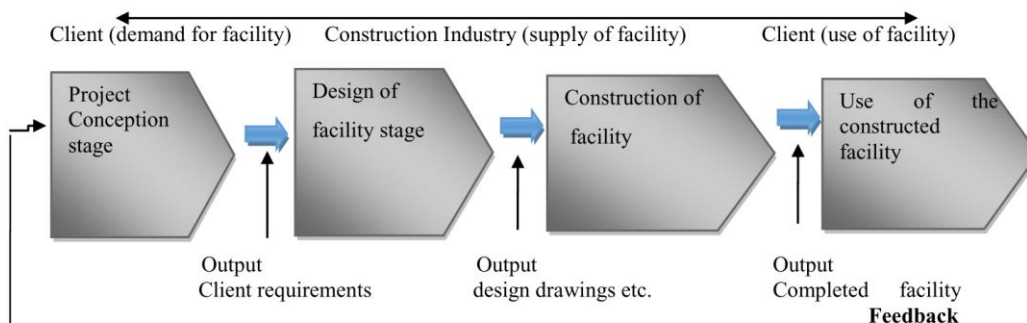 Client (demand for facility) Construction Industry (supply of facility) Client (use of facility)
Project
Conception
stage
Design of
facility stage
Construction of
facility
Use of the
constructed
facility
Output
Client requirements
Output
design drawings etc.
Output
Completed facility
Feedback